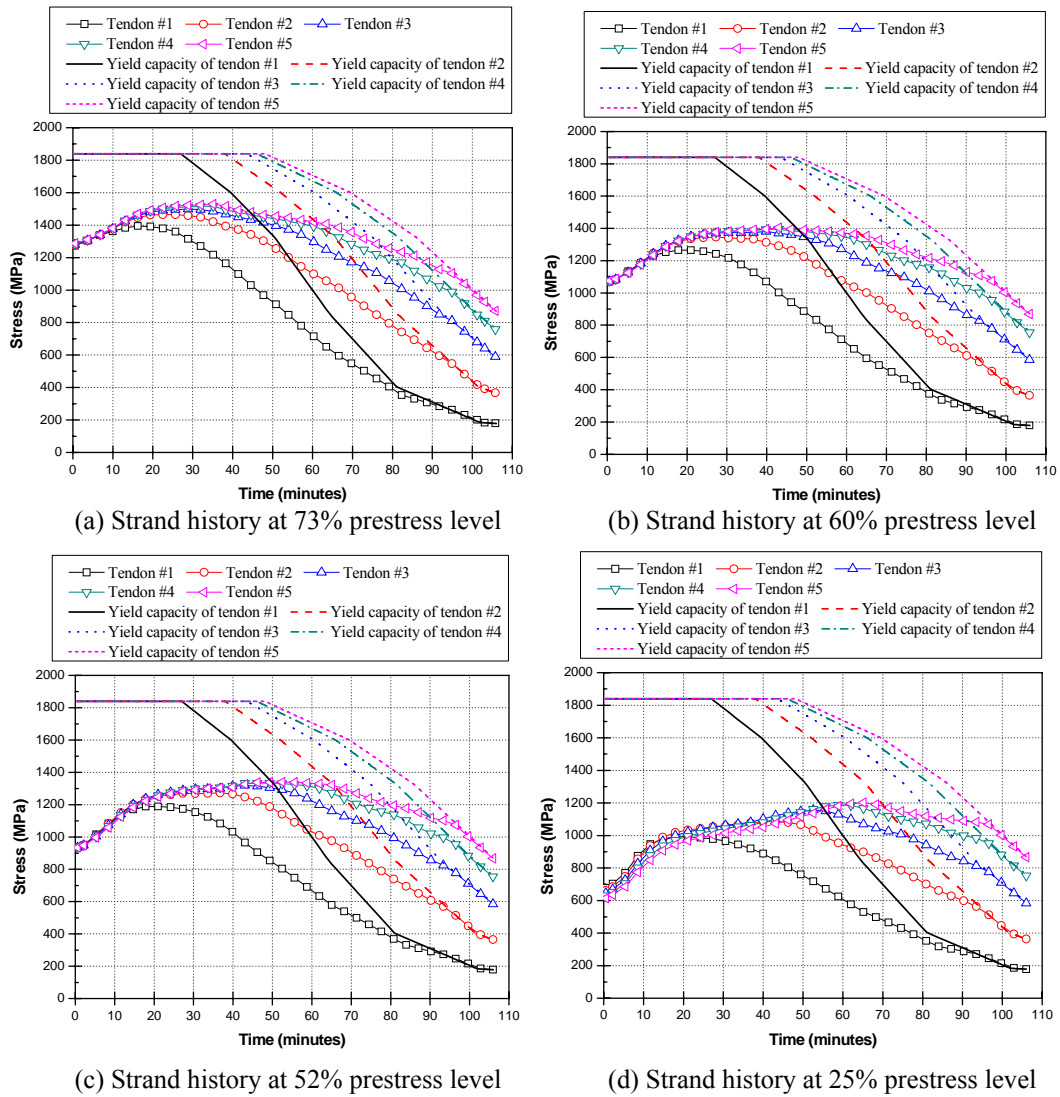 Tendon #1 Tendon #2 Tendon #3
Tendon #4 Tendon #5
Yield capacity of tendon #1 Yield capacity of tendon #2
Yield capacity of tendon #3 Yield capacity of tendon #4
Yield capacity of tendon #5
2000
1800
1600
1400
1200
1000
800
600
400
200
0
Stress (MPa)
0 10 20 30 40 50 60 70 80 90 100 110
Time (minutes)
(a) Strand history at 73% prestress level
Tendon #1 Tendon #2 Tendon #3
Tendon #4 Tendon #5
Yield capacity of tendon #1 Yield capacity of tendon #2
Yield capacity of tendon #3 Yield capacity of tendon #4
Yield capacity of tendon #5
2000
1800
1600
1400
1200
1000
800
600
400
200
0
Stress (MPa)
0 10 20 30 40 50 60 70 80 90 100 110
Time (minutes)
(b) Strand history at 60% prestress level
Tendon #1 Tendon #2 Tendon #3
Tendon #4 Tendon #5
Yield capacity of tendon #1 Yield capacity of tendon #2
Yield capacity of tendon #3 Yield capacity of tendon #4
Yield capacity of tendon #5
2000
1800
1600
1400
1200
1000
800
600
400
200
0
Stress (MPa)
0 10 20 30 40 50 60 70 80 90 100 110
Time (minutes)
(c) Strand history at 52% prestress level
Tendon #1 Tendon #2 Tendon #3
Tendon #4 Tendon #5
Yield capacity of tendon #1 Yield capacity of tendon #2
Yield capacity of tendon #3 Yield capacity of tendon #4
Yield capacity of tendon #5
2000
1800
1600
1400
1200
1000
800
600
400
200
0
Stress (MPa)
0 10 20 30 40 50 60 70 80 90 100 110
Time (minutes)
(d) Strand history at 25% prestress level